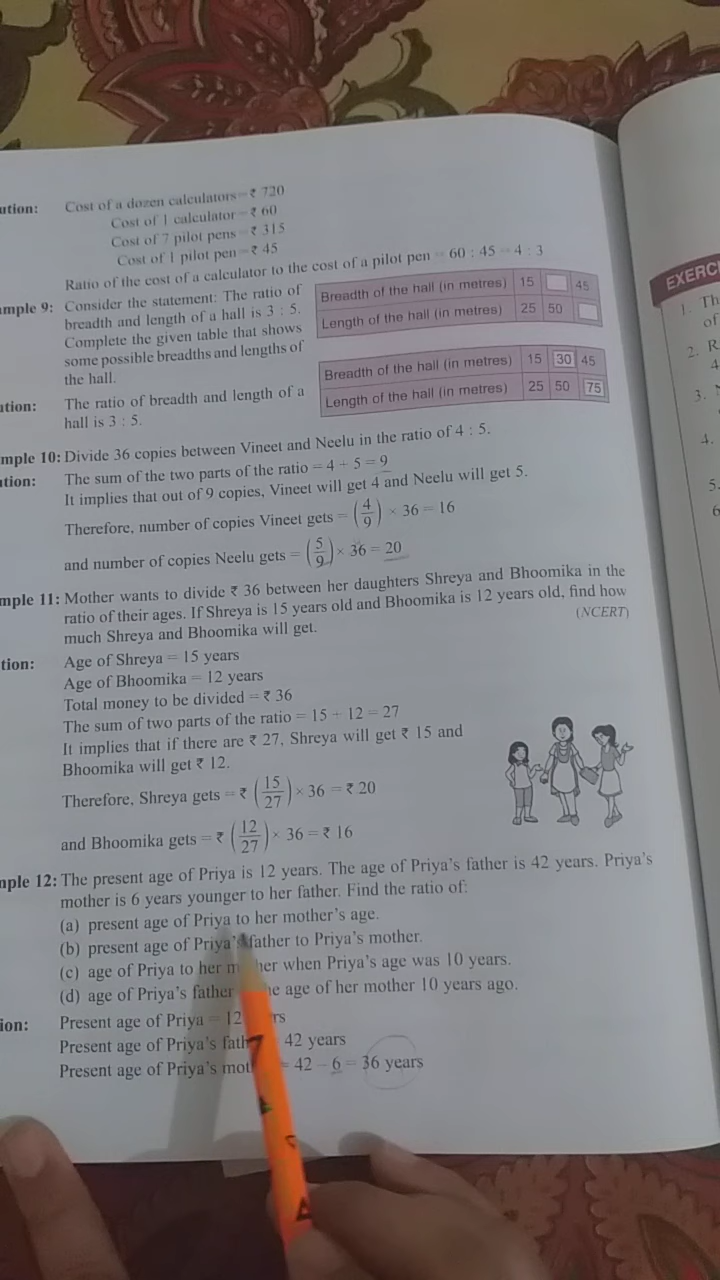 ution: Cost of a dozen calculators = ₹ 720
Cost of 1 calculator = ₹ 60
Cost of 7 pilot pens = ₹ 315
Cost of 1 pilot pen = ₹ 45
Ratio of the cost of a calculator to the cost of a pilot pen = 60 : 45 = 4 : 3
mple 9: Consider the statement: The ratio of
breadth and length of a hall is 3 : 5.
Complete the given table that shows
some possible breadths and lengths of
the hall.
Breadth of the hall (in metres) 15 45
Length of the hall (in metres) 25 50
ution: The ratio of breadth and length of a
hall is 3 : 5.
Breadth of the hall (in metres) 15 30 45
Length of the hall (in metres) 25 50 75
mple 10: Divide 36 copies between Vineet and Neelu in the ratio of 4 : 5.
tion: The sum of the two parts of the ratio = 4 + 5 = 9
It implies that out of 9 copies, Vineet will get 4 and Neelu will get 5.
Therefore, number of copies Vineet gets = (4/9) × 36 = 16
and number of copies Neelu gets = (5/9) × 36 = 20
mple 11: Mother wants to divide ₹ 36 between her daughters Shreya and Bhoomika in the
ratio of their ages. If Shreya is 15 years old and Bhoomika is 12 years old, find how
much Shreya and Bhoomika will get. (NCERT)
tion: Age of Shreya = 15 years
Age of Bhoomika = 12 years
Total money to be divided = ₹ 36
The sum of two parts of the ratio = 15 + 12 = 27
It implies that if there are ₹ 27, Shreya will get ₹ 15 and
Bhoomika will get ₹ 12.
Therefore, Shreya gets = ₹ (15/27) × 36 = ₹ 20
and Bhoomika gets = ₹ (12/27) × 36 = ₹ 16
mple 12: The present age of Priya is 12 years. The age of Priya's father is 42 years. Priya's
mother is 6 years younger to her father. Find the ratio of:
(a) present age of Priya to her mother's age.
(b) present age of Priya's father to Priya's mother.
(c) age of Priya to her m her when Priya's age was 10 years.
(d) age of Priya's father e age of her mother 10 years ago.
ion: Present age of Priya = 12 rs
Present age of Priya's fath 42 years
Present age of Priya's mot = 42 – 6 = 36 years
EXERC
1. Th
of
2. R
4
3.
4.
5.
6